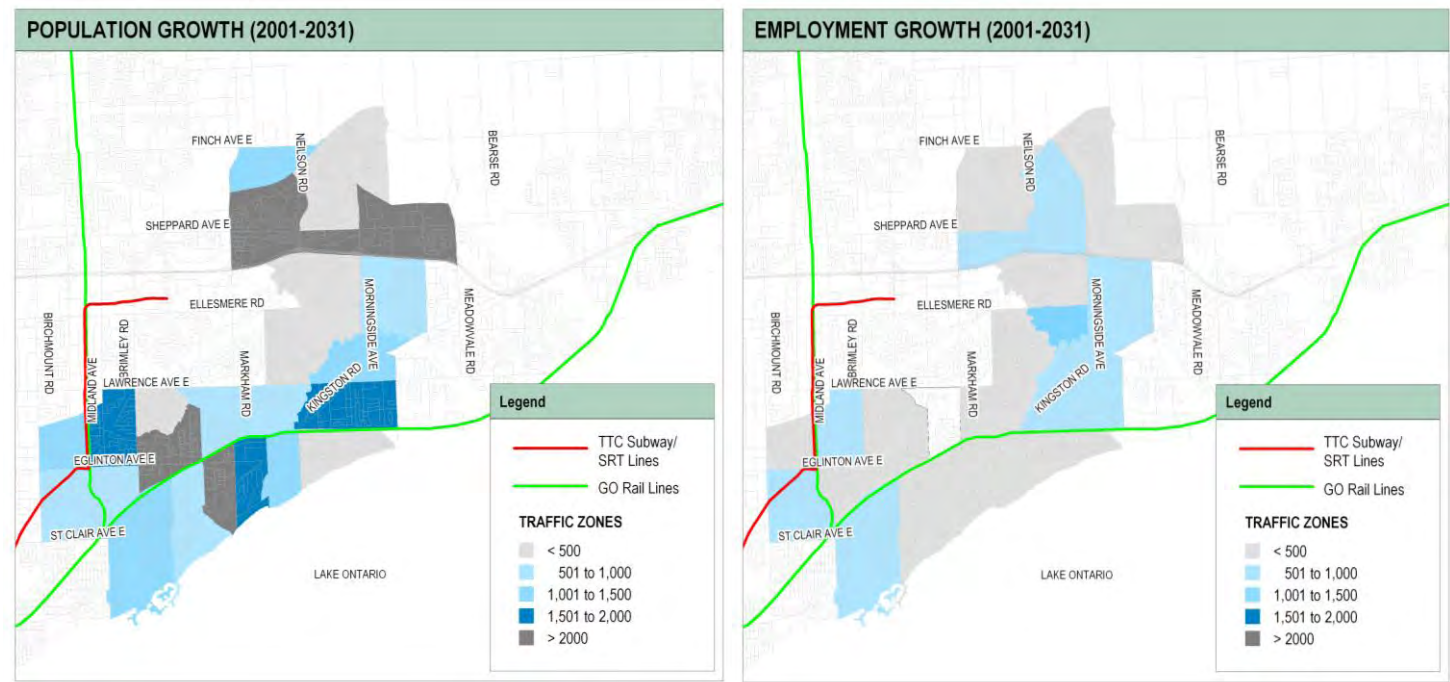 POPULATION GROWTH (2001-2031)
FINCH AVE E
NEILSON RD
BEARSE RD
SHEPPARD AVE E
ELLESMERE RD
MORNINGSIDE AVE
MEADOWVALE RD
BIRCHMOUNT RD
MIDLAND AVE
BRIMLEY RD
MARKHAM RD
LAWRENCE AVE E
KINGSTON RD
EGLINTON AVE E
ST CLAIR AVE E
LAKE ONTARIO
Legend
TTC Subway/
SRT Lines
GO Rail Lines
TRAFFIC ZONES
< 500
501 to 1,000
1,001 to 1,500
1,501 to 2,000
> 2000
EMPLOYMENT GROWTH (2001-2031)
FINCH AVE E
NEILSON RD
BEARSE RD
SHEPPARD AVE E
ELLESMERE RD
MORNINGSIDE AVE
MEADOWVALE RD
BIRCHMOUNT RD
MIDLAND AVE
BRIMLEY RD
MARKHAM RD
LAWRENCE AVE E
KINGSTON RD
EGLINTON AVE E
ST CLAIR AVE E
LAKE ONTARIO
Legend
TTC Subway/
SRT Lines
GO Rail Lines
TRAFFIC ZONES
< 500
501 to 1,000
1,001 to 1,500
1,501 to 2,000
> 2000